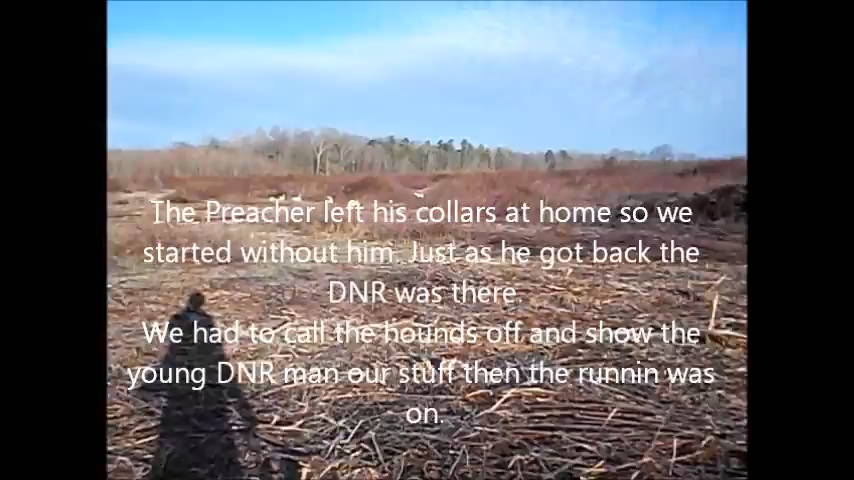 The Preacher left his collars at home so we
started without him. Just as he got back the
DNR was there.
We had to call the hounds off and show the
young DNR man our stuff then the runnin was
on.